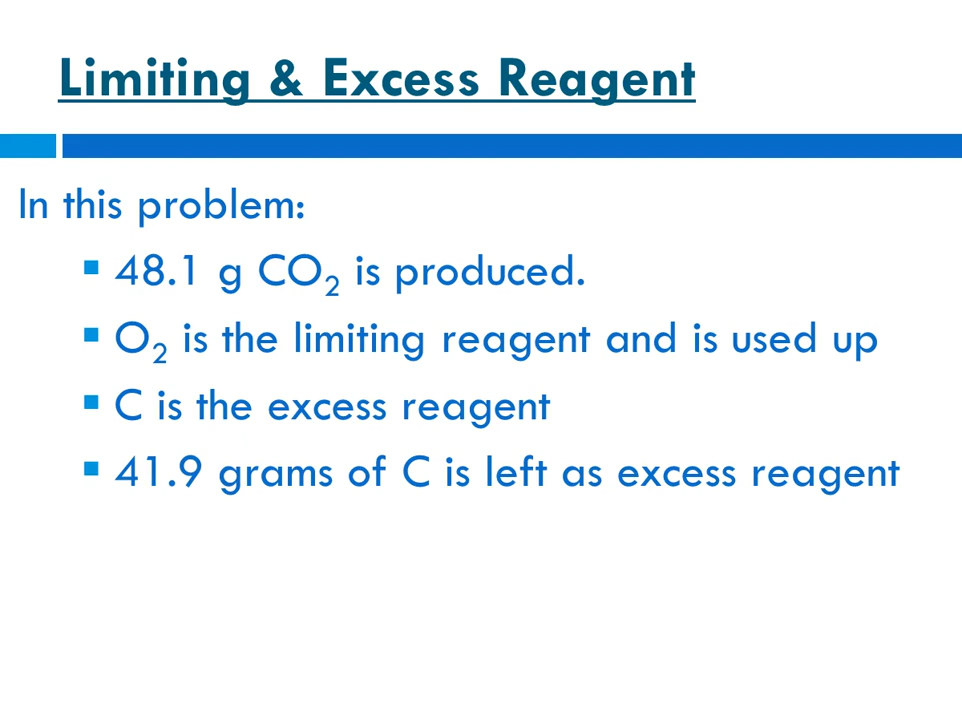 Limiting & Excess Reagent
In this problem:
▪ 48.1 g CO₂ is produced.
▪ O₂ is the limiting reagent and is used up
▪ C is the excess reagent
▪ 41.9 grams of C is left as excess reagent